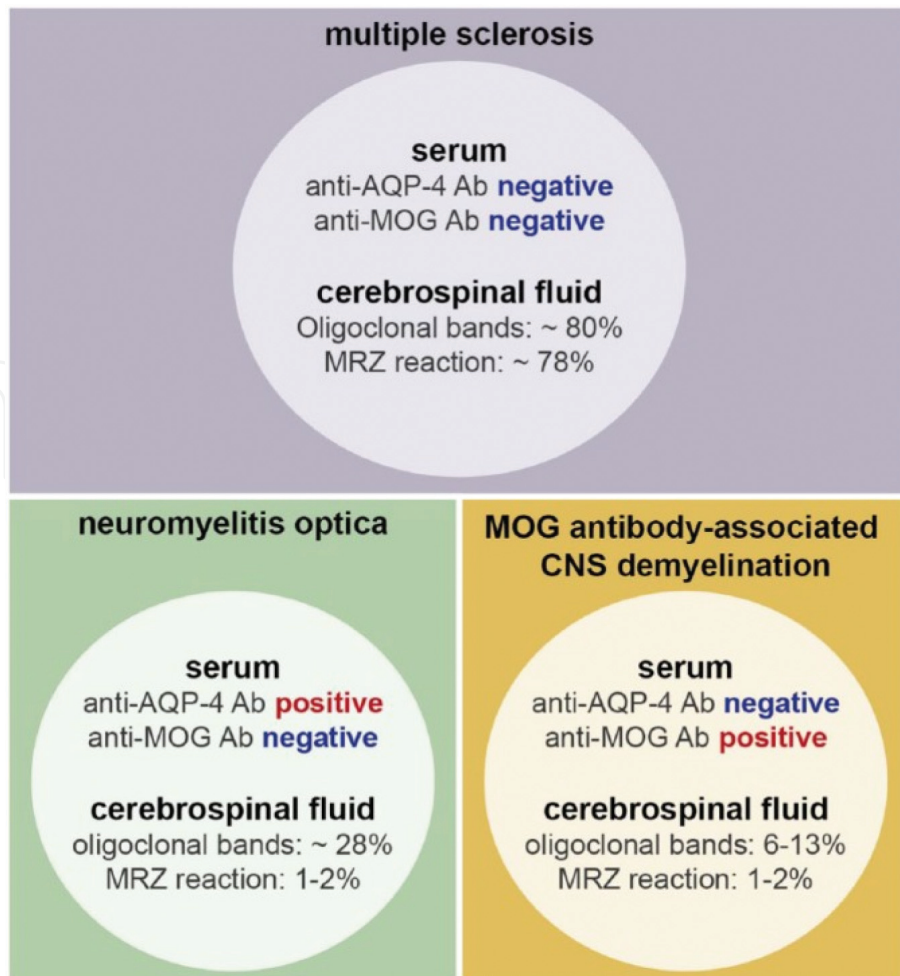 multiple sclerosis
serum
anti-AQP-4 Ab negative
anti-MOG Ab negative
cerebrospinal fluid
Oligoclonal bands: ~ 80%
MRZ reaction: ~ 78%
neuromyelitis optica
serum
anti-AQP-4 Ab positive
anti-MOG Ab negative
cerebrospinal fluid
oligoclonal bands: ~ 28%
MRZ reaction: 1-2%
MOG antibody-associated
CNS demyelination
serum
anti-AQP-4 Ab negative
anti-MOG Ab positive
cerebrospinal fluid
oligoclonal bands: 6-13%
MRZ reaction: 1-2%